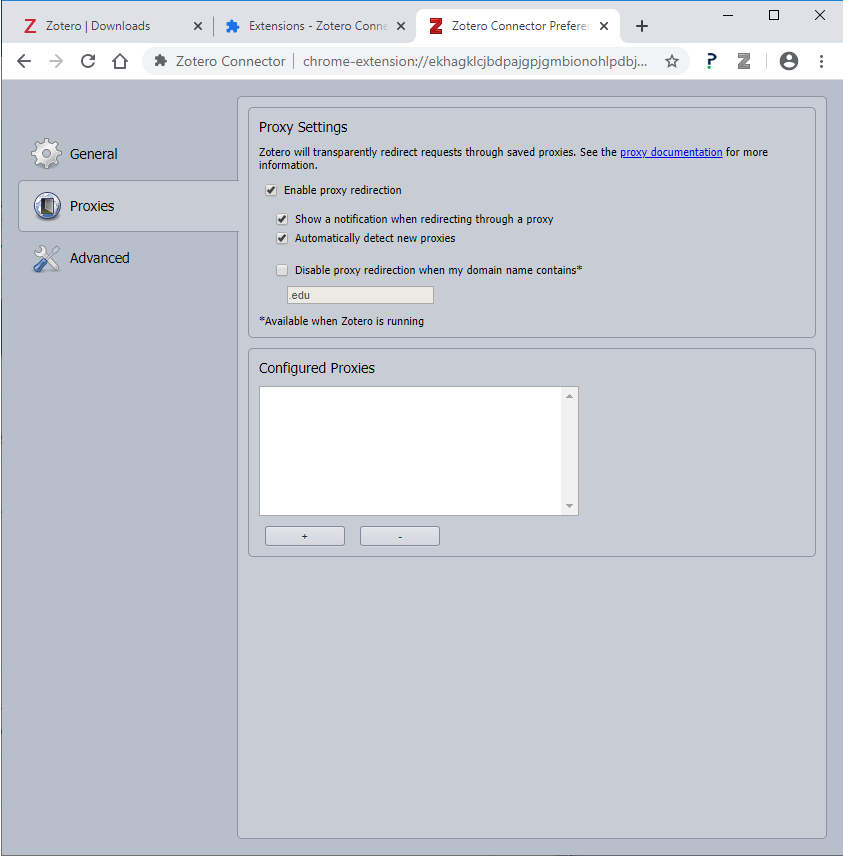 Zotero | Downloads
Extensions - Zotero Conne
Zotero Connector Prefere
Zotero Connector
chrome-extension://ekhagklcjbdpajgpjgmbionohlpdbj...
General
Proxies
Advanced
Proxy Settings
Zotero will transparently redirect requests through saved proxies. See the proxy documentation for more
information.
Enable proxy redirection
Show a notification when redirecting through a proxy
Automatically detect new proxies
Disable proxy redirection when my domain name contains*
.edu
*Available when Zotero is running
Configured Proxies
+
-